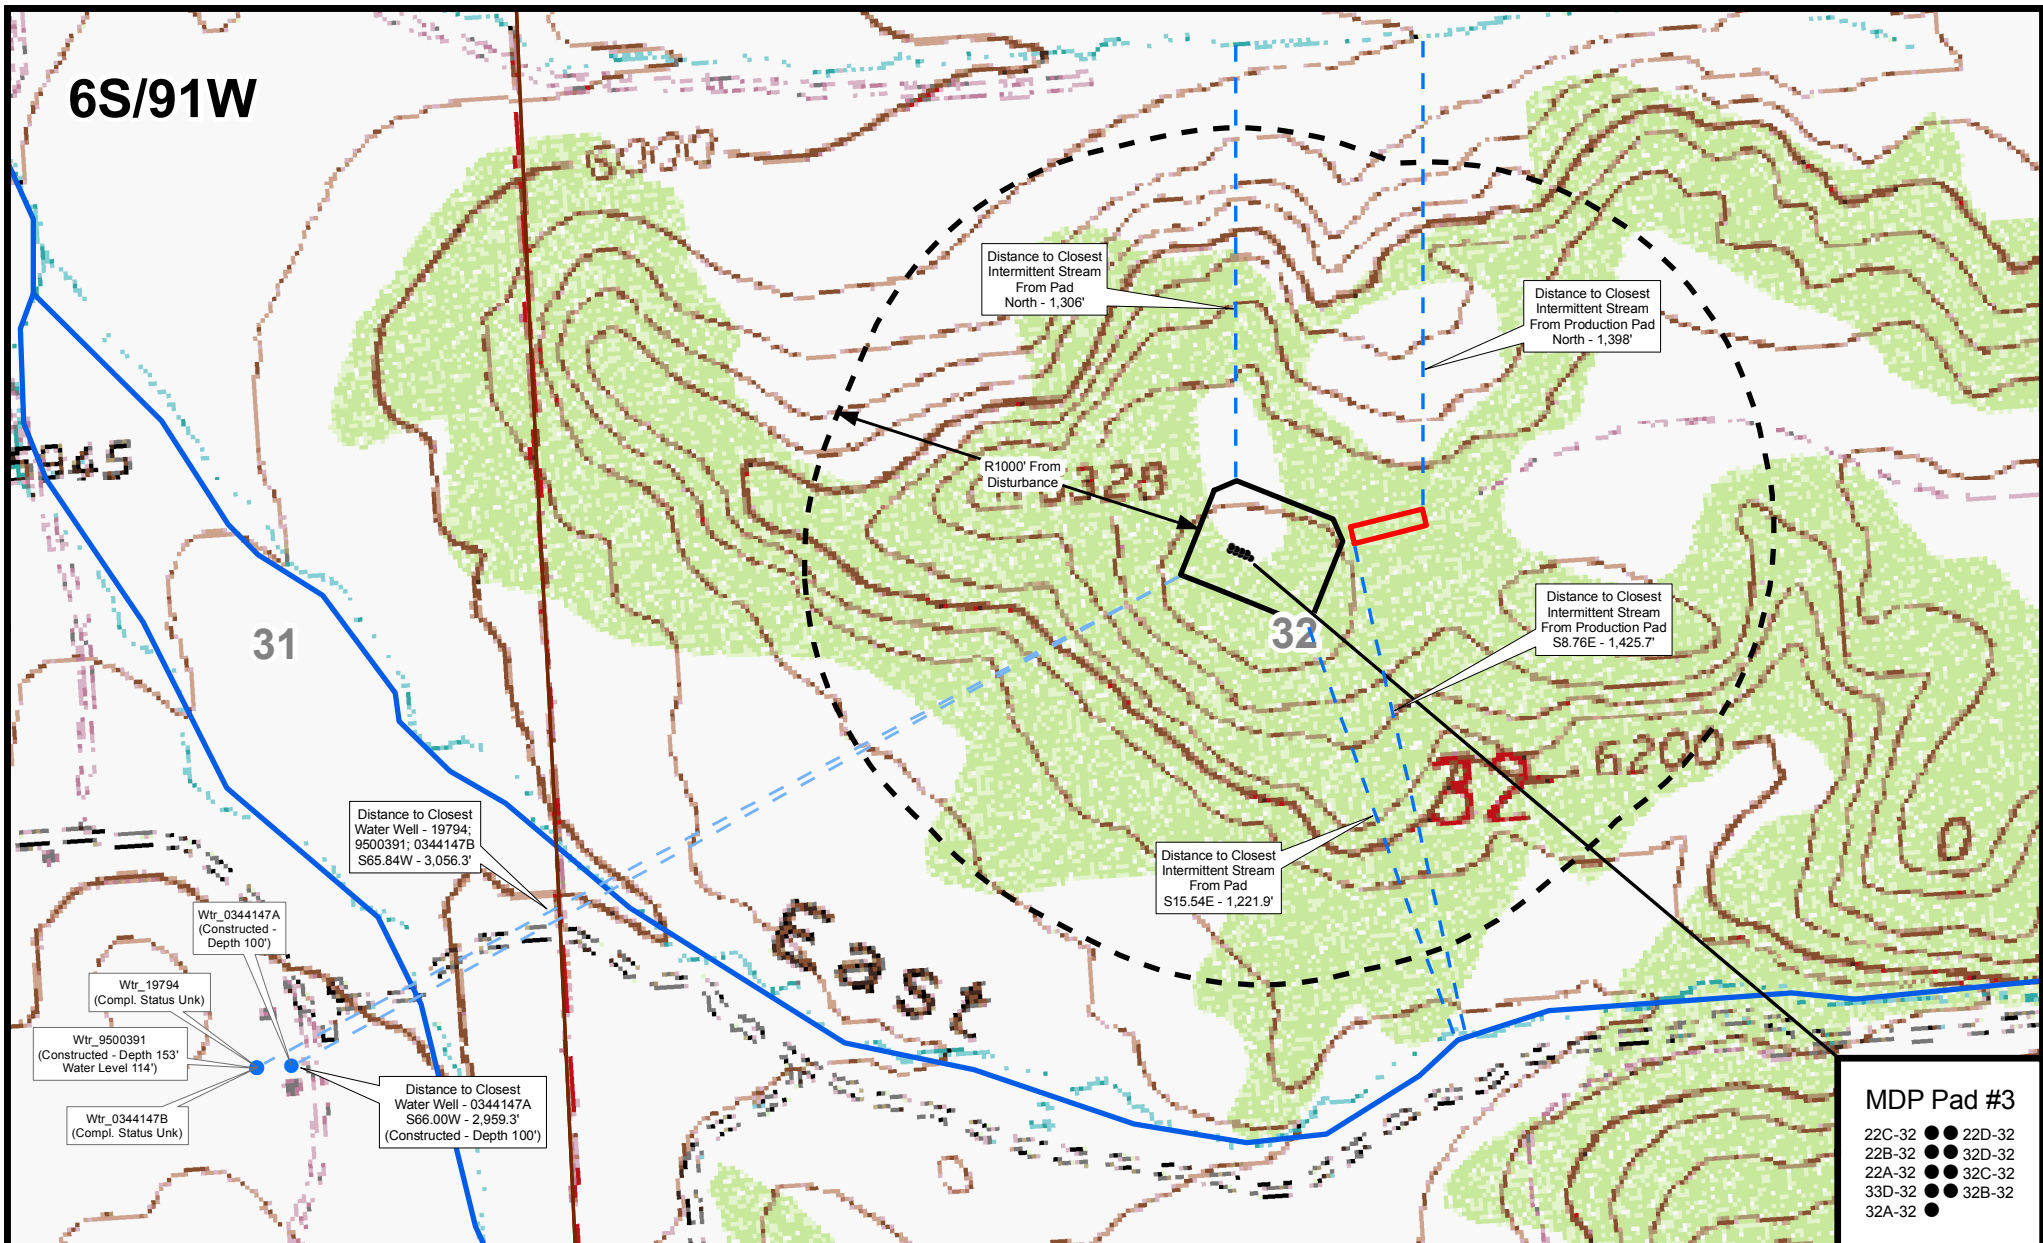 6S/91W
6000
Distance to Closest
Intermittent Stream
From Pad
North - 1,306'
Distance to Closest
Intermittent Stream
From Production Pad
North - 1,398'
5945
R1000' From
Disturbance
Distance to Closest
Intermittent Stream
From Production Pad
S8.76E - 1,425.7'
31
32
6200
32
Distance to Closest
Water Well - 19794;
9500391; 0344147B
S65.84W - 3,056.3'
Distance to Closest
Intermittent Stream
From Pad
S15.54E - 1,221.9'
Wtr_0344147A
(Constructed -
Depth 100')
East
Wtr_19794
(Compl. Status Unk)
Wtr_9500391
(Constructed - Depth 153'
Water Level 114')
Wtr_0344147B
(Compl. Status Unk)
Distance to Closest
Water Well - 0344147A
S66.00W - 2,959.3'
(Constructed - Depth 100')
MDP Pad #3
22C-32 22D-32
22B-32 32D-32
22A-32 32C-32
33D-32 32B-32
32A-32